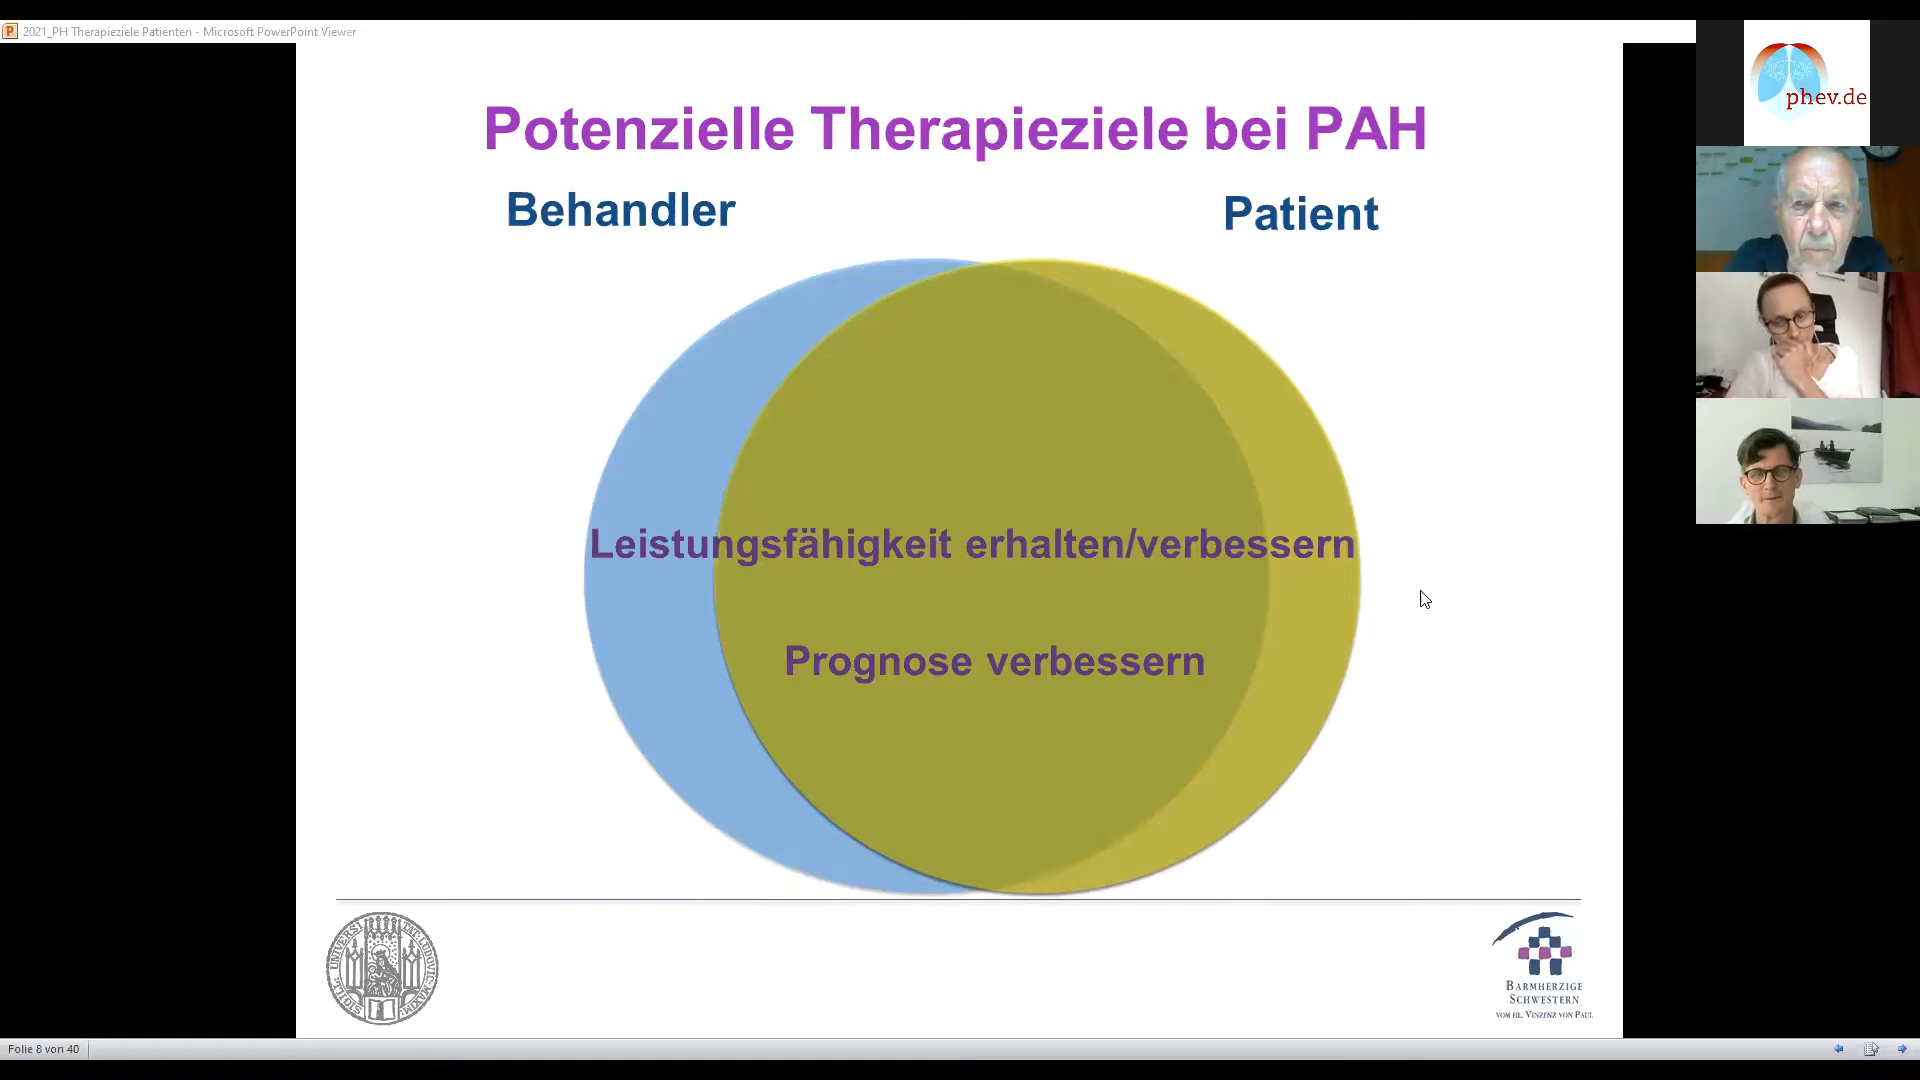 2021_PH Therapieziele Patienten - Microsoft PowerPoint Viewer
phev.de
Potenzielle Therapieziele bei PAH
Behandler
Patient
Leistungsfähigkeit erhalten/verbessern
Prognose verbessern
BARMHERZIGE
SCHWESTERN
VOM HL. VINZENZ VON PAUL
Folie 8 von 40